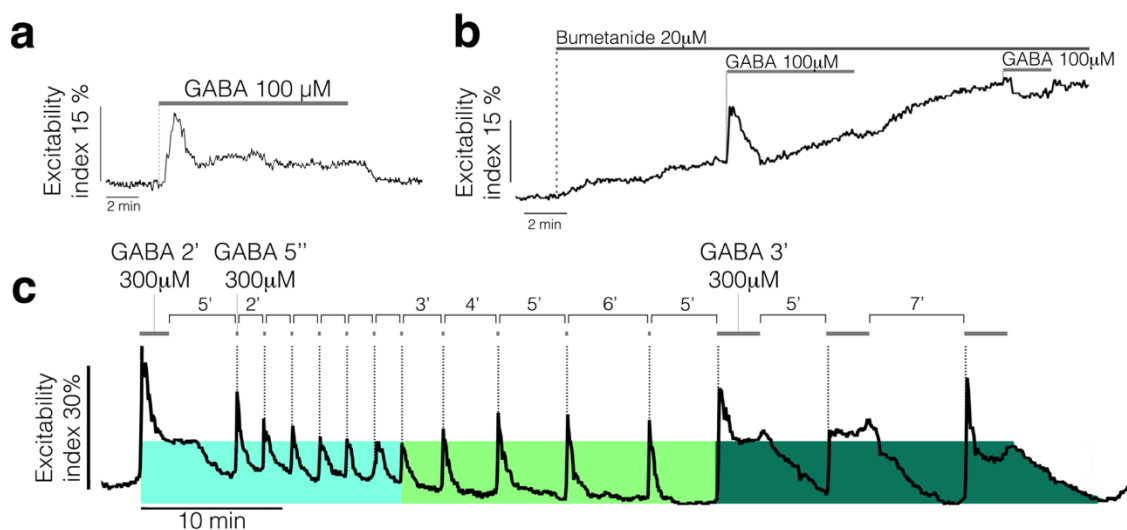 a
GABA 100 µM
Excitability
index 15 %
2 min
b
Bumetanide 20µM
GABA 100µM
GABA 100µM
Excitability
index 15 %
2 min
c
GABA 2'
300µM
GABA 5''
300µM
GABA 3'
300µM
5' 2' 3' 4' 5' 6' 5' 5' 7'
Excitability
index 30%
10 min